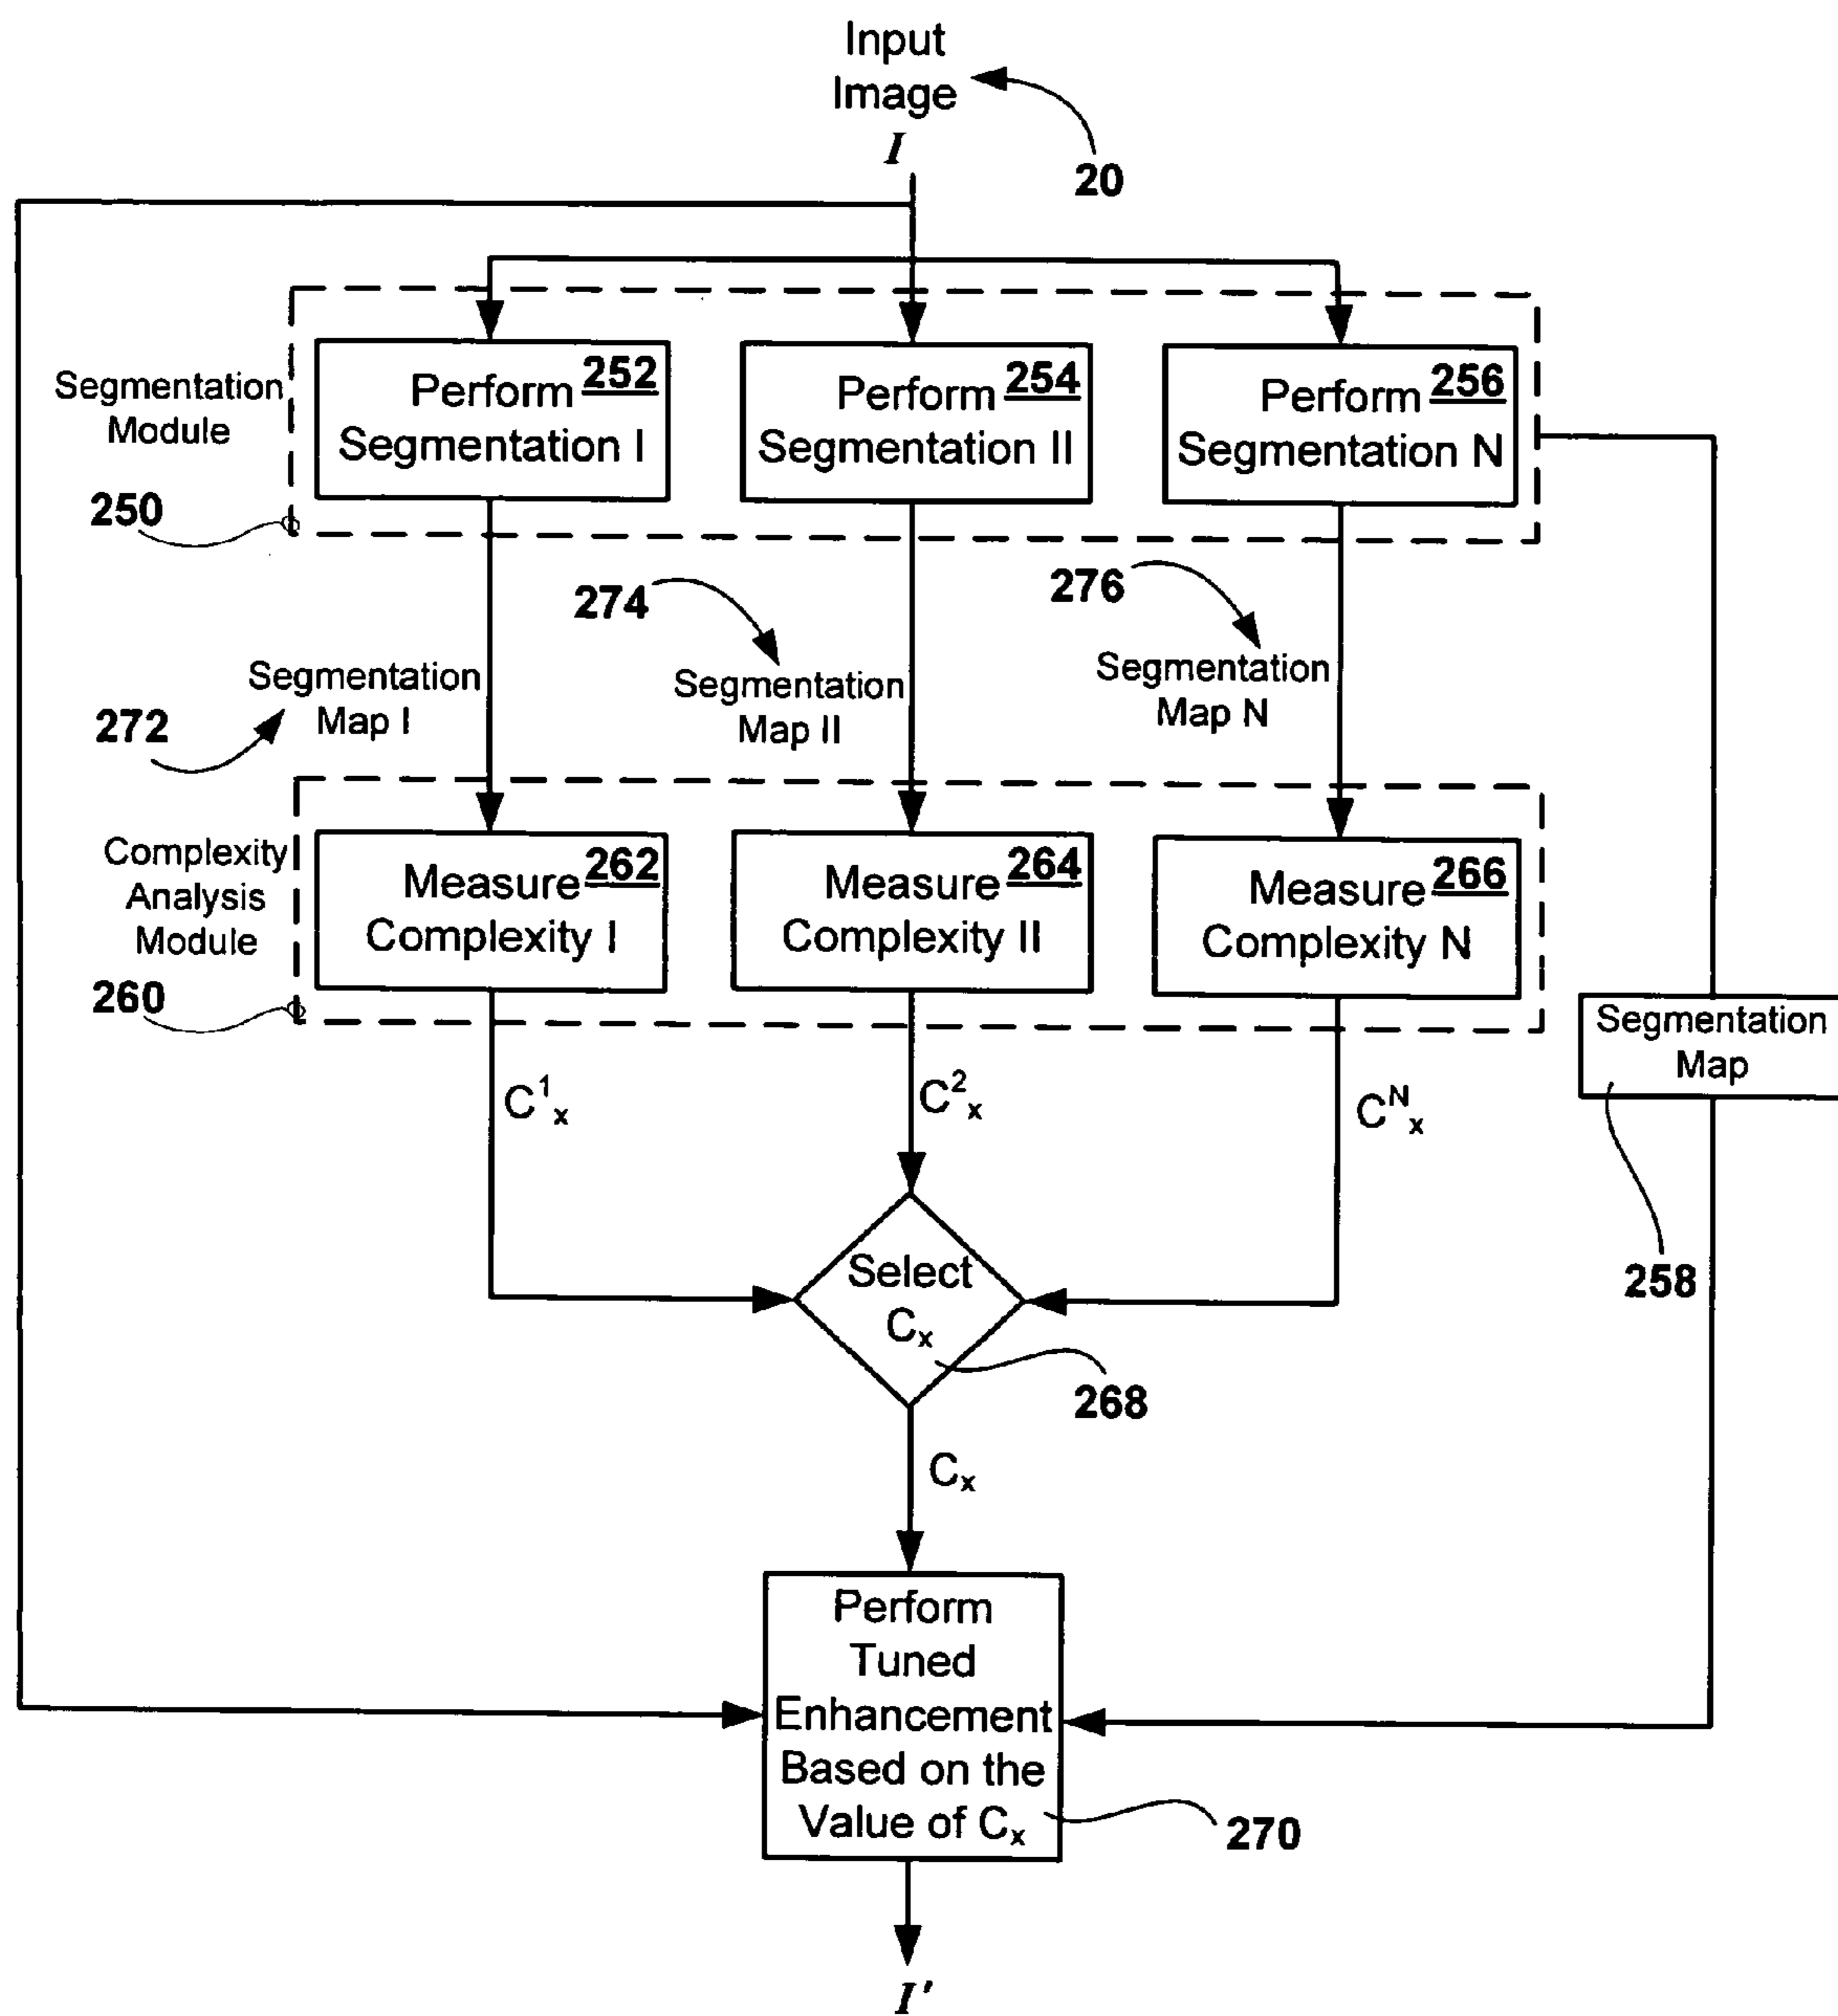 Input
Image
I
20
Segmentation
Module
250
Perform 252
Segmentation I
Perform 254
Segmentation II
Perform 256
Segmentation N
274
276
272
Segmentation
Map I
Segmentation
Map II
Segmentation
Map N
Complexity
Analysis
Module
260
Measure 262
Complexity I
Measure 264
Complexity II
Measure 266
Complexity N
Segmentation
Map
258
C¹ₓ
C²ₓ
Cᴺₓ
Select
Cₓ
268
Cₓ
Perform
Tuned
Enhancement
Based on the
Value of Cₓ
270
I'